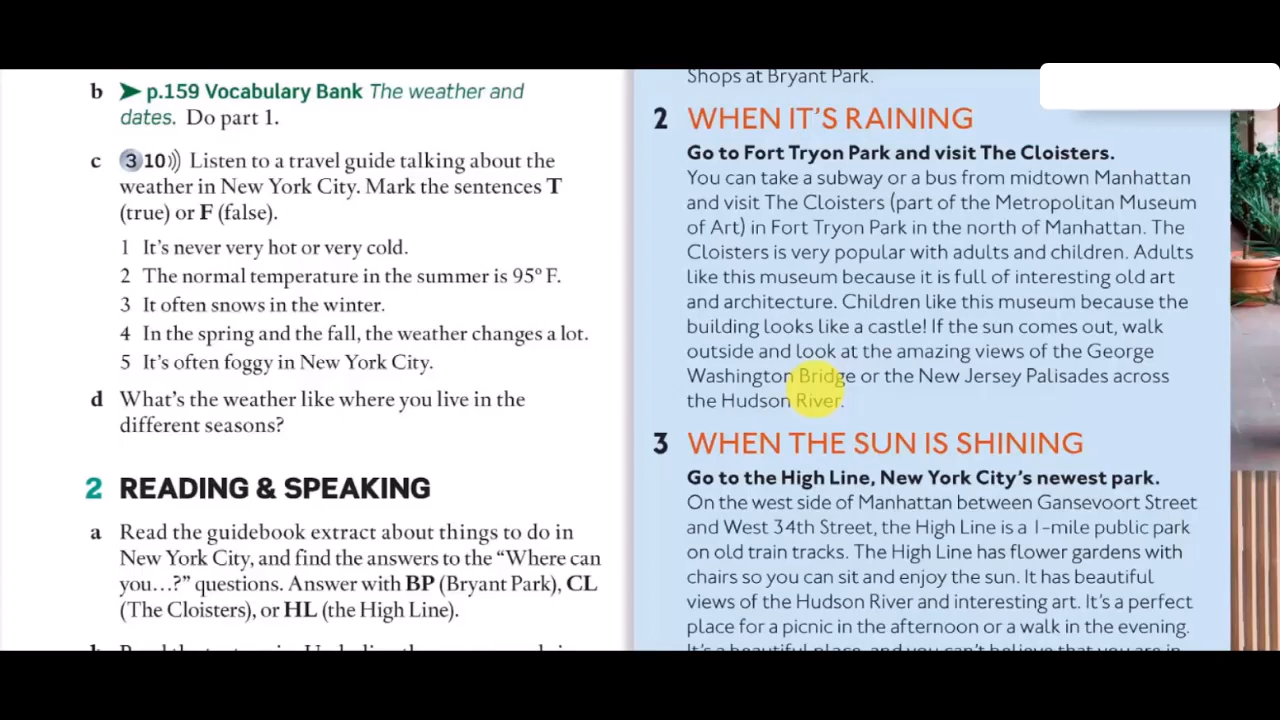 b ➤ p.159 Vocabulary Bank The weather and
dates. Do part 1.
c 3 10 Listen to a travel guide talking about the
weather in New York City. Mark the sentences T
(true) or F (false).
1 It's never very hot or very cold.
2 The normal temperature in the summer is 95° F.
3 It often snows in the winter.
4 In the spring and the fall, the weather changes a lot.
5 It's often foggy in New York City.
d What's the weather like where you live in the
different seasons?
2 READING & SPEAKING
a Read the guidebook extract about things to do in
New York City, and find the answers to the “Where can
you…?” questions. Answer with BP (Bryant Park), CL
(The Cloisters), or HL (the High Line).
Shops at Bryant Park.
2 WHEN IT'S RAINING
Go to Fort Tryon Park and visit The Cloisters.
You can take a subway or a bus from midtown Manhattan
and visit The Cloisters (part of the Metropolitan Museum
of Art) in Fort Tryon Park in the north of Manhattan. The
Cloisters is very popular with adults and children. Adults
like this museum because it is full of interesting old art
and architecture. Children like this museum because the
building looks like a castle! If the sun comes out, walk
outside and look at the amazing views of the George
Washington Bridge or the New Jersey Palisades across
the Hudson River.
3 WHEN THE SUN IS SHINING
Go to the High Line, New York City's newest park.
On the west side of Manhattan between Gansevoort Street
and West 34th Street, the High Line is a 1-mile public park
on old train tracks. The High Line has flower gardens with
chairs so you can sit and enjoy the sun. It has beautiful
views of the Hudson River and interesting art. It's a perfect
place for a picnic in the afternoon or a walk in the evening.
It's a beautiful place, and you can't believe that you are in